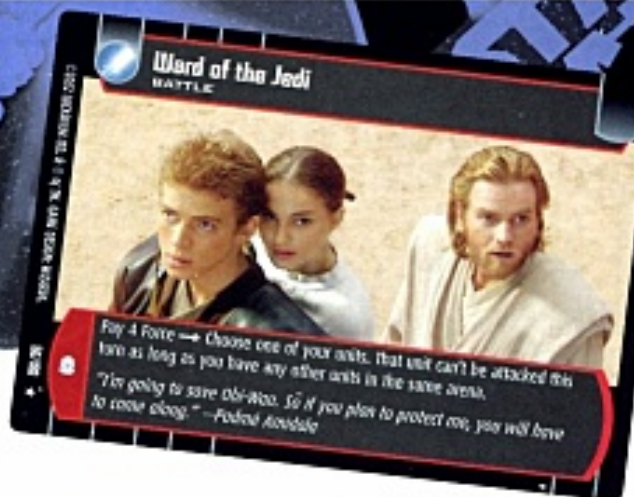 Ward of the Jedi
BATTLE
Pay 4 Force → Choose one of your units. That unit can't be attacked this
turn as long as you have any other units in the same arena.
"I'm going to save Obi-Wan. So if you plan to protect me, you will have
to come along." —Padmé Amidala